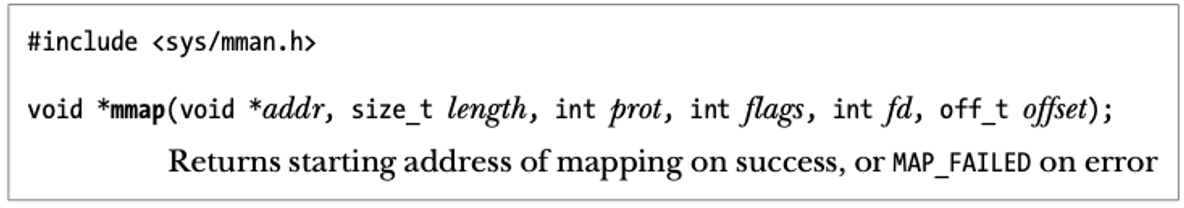 #include <sys/mman.h>
void *mmap(void *addr, size_t length, int prot, int flags, int fd, off_t offset);
Returns starting address of mapping on success, or MAP_FAILED on error